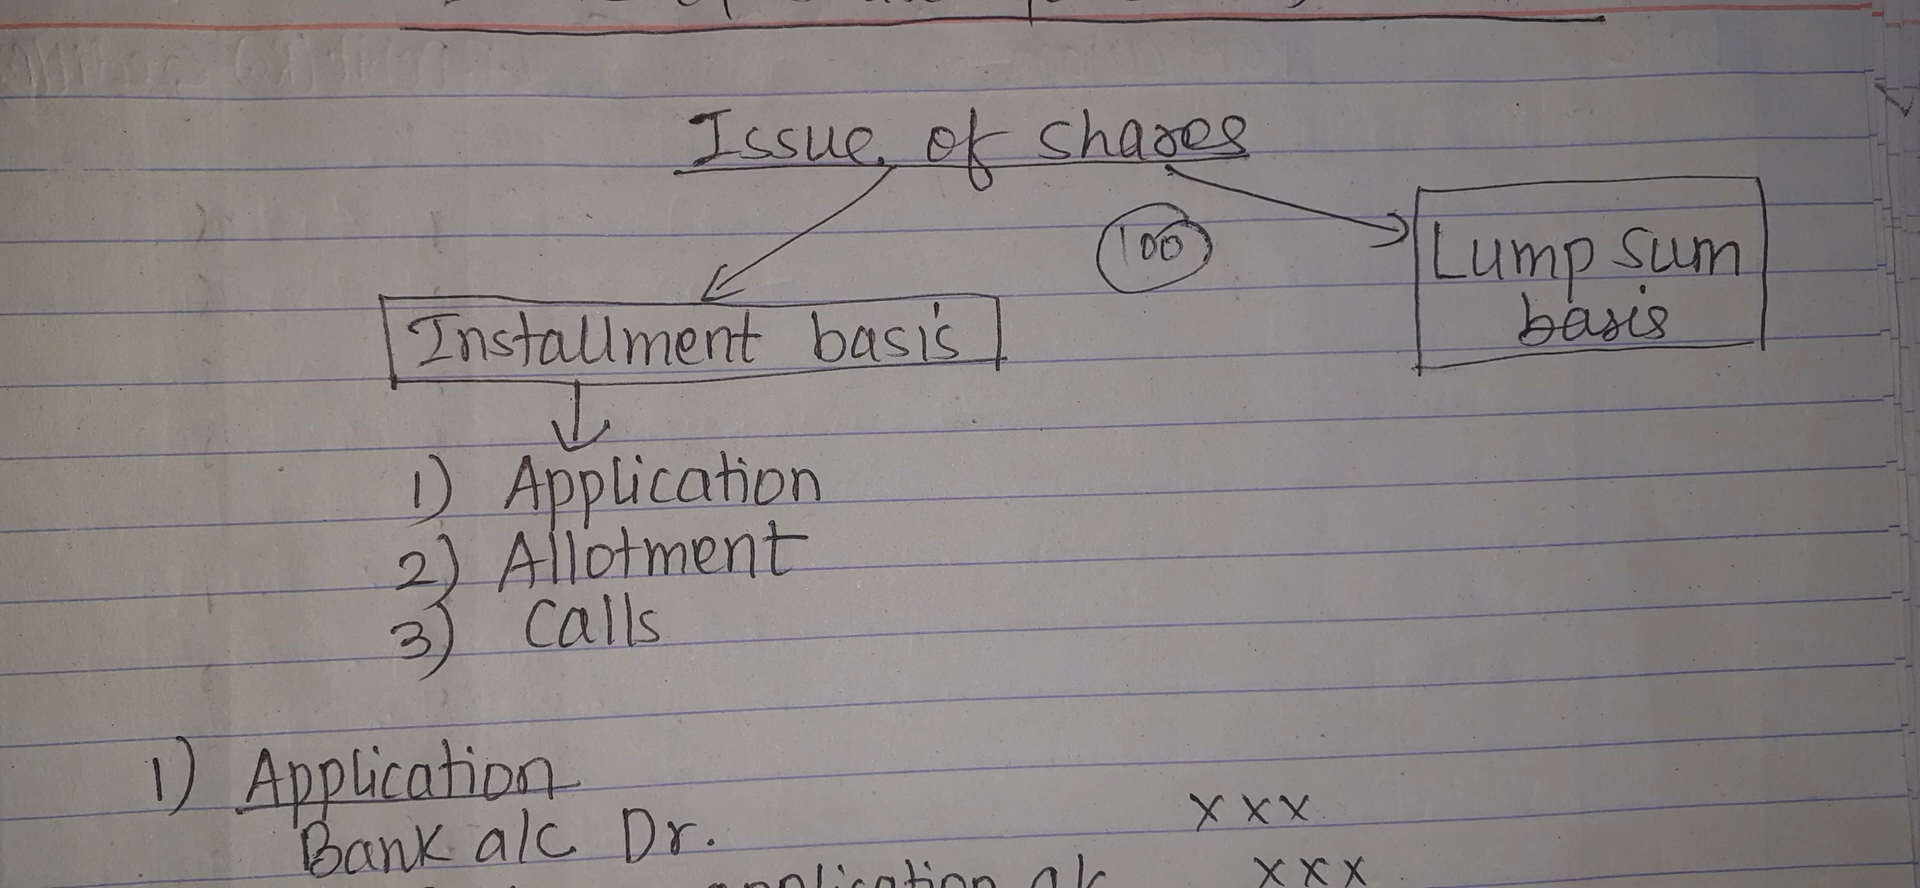 Issue of shares
100
Lump sum
basis
Installment basis
1) Application
2) Allotment
3) Calls
1) Application
Bank a/c Dr. xxx
application a/c xxx